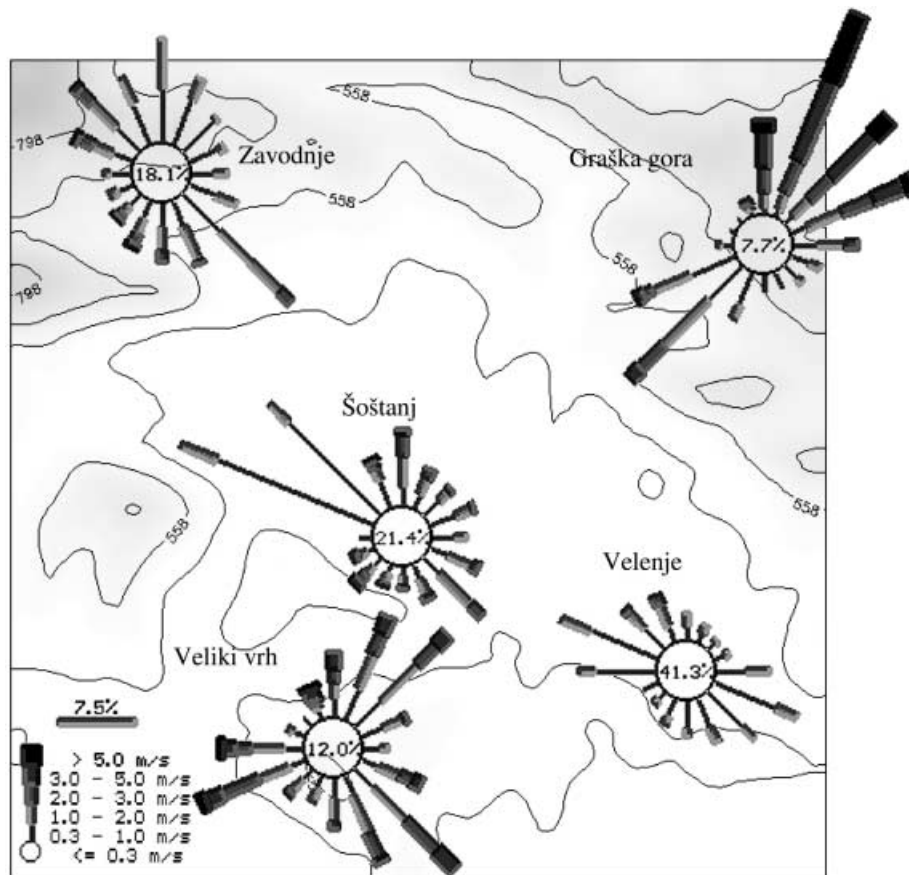 558
798
Zavodnje
18.1%
Graška gora
7.7%
558
558
798
Šoštanj
558
558
21.4%
Velenje
41.3%
Veliki vrh
12.0%
7.5%
> 5.0 m/s
3.0 - 5.0 m/s
2.0 - 3.0 m/s
1.0 - 2.0 m/s
0.3 - 1.0 m/s
<= 0.3 m/s